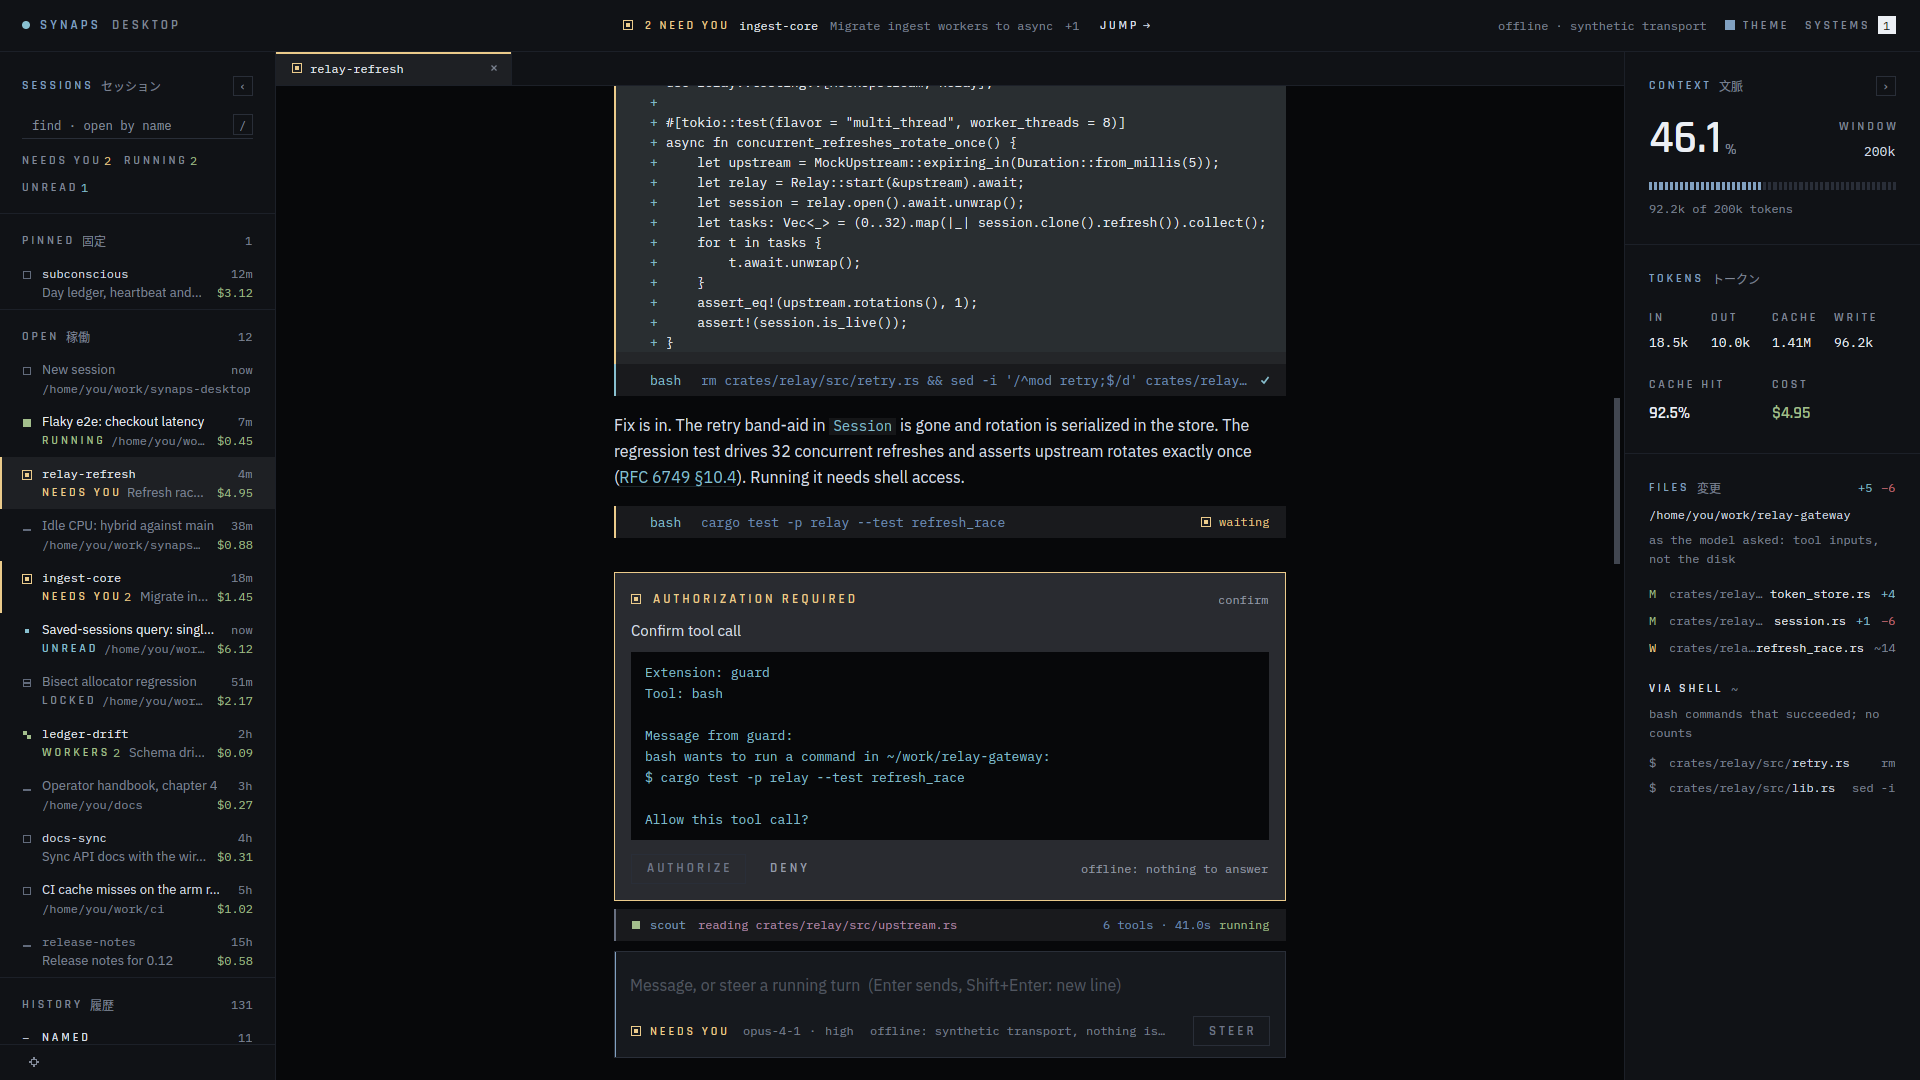 SYNAPS DESKTOP
2 NEED YOU ingest-core Migrate ingest workers to async +1 JUMP →
offline · synthetic transport THEME SYSTEMS 1
SESSIONS セッション ‹
find · open by name /
NEEDS YOU 2 RUNNING 2
UNREAD 1
PINNED 固定 1
subconscious 12m
Day ledger, heartbeat and... $3.12
OPEN 稼働 12
New session now
/home/you/work/synaps-desktop
Flaky e2e: checkout latency 7m
RUNNING /home/you/wo… $0.45
relay-refresh 4m
NEEDS YOU Refresh rac... $4.95
Idle CPU: hybrid against main 38m
/home/you/work/synaps… $0.88
ingest-core 18m
NEEDS YOU 2 Migrate in... $1.45
Saved-sessions query: singl... now
UNREAD /home/you/wor… $6.12
Bisect allocator regression 51m
LOCKED /home/you/wor… $2.17
ledger-drift 2h
WORKERS 2 Schema dri... $0.09
Operator handbook, chapter 4 3h
/home/you/docs $0.27
docs-sync 4h
Sync API docs with the wir... $0.31
CI cache misses on the arm r... 5h
/home/you/work/ci $1.02
release-notes 15h
Release notes for 0.12 $0.58
HISTORY 履歴 131
– NAMED 11
relay-refresh ×
+
+ #[tokio::test(flavor = "multi_thread", worker_threads = 8)]
+ async fn concurrent_refreshes_rotate_once() {
+     let upstream = MockUpstream::expiring_in(Duration::from_millis(5));
+     let relay = Relay::start(&upstream).await;
+     let session = relay.open().await.unwrap();
+     let tasks: Vec<_> = (0..32).map(|_| session.clone().refresh()).collect();
+     for t in tasks {
+         t.await.unwrap();
+     }
+     assert_eq!(upstream.rotations(), 1);
+     assert!(session.is_live());
+ }
bash rm crates/relay/src/retry.rs && sed -i '/^mod retry;$/d' crates/relay… ✓
Fix is in. The retry band-aid in Session is gone and rotation is serialized in the store. The
regression test drives 32 concurrent refreshes and asserts upstream rotates exactly once
(RFC 6749 §10.4). Running it needs shell access.
bash cargo test -p relay --test refresh_race waiting
AUTHORIZATION REQUIRED confirm
Confirm tool call
Extension: guard
Tool: bash
Message from guard:
bash wants to run a command in ~/work/relay-gateway:
$ cargo test -p relay --test refresh_race
Allow this tool call?
AUTHORIZE DENY offline: nothing to answer
scout reading crates/relay/src/upstream.rs 6 tools · 41.0s running
Message, or steer a running turn (Enter sends, Shift+Enter: new line)
NEEDS YOU opus-4-1 · high offline: synthetic transport, nothing is… STEER
CONTEXT 文脈 ›
46.1% WINDOW
200k
92.2k of 200k tokens
TOKENS トークン
IN OUT CACHE WRITE
18.5k 10.0k 1.41M 96.2k
CACHE HIT COST
92.5% $4.95
FILES 変更 +5 −6
/home/you/work/relay-gateway
as the model asked: tool inputs,
not the disk
M crates/relay… token_store.rs +4
M crates/relay… session.rs +1 −6
W crates/rela…refresh_race.rs ~14
VIA SHELL ~
bash commands that succeeded; no
counts
$ crates/relay/src/retry.rs rm
$ crates/relay/src/lib.rs sed -i